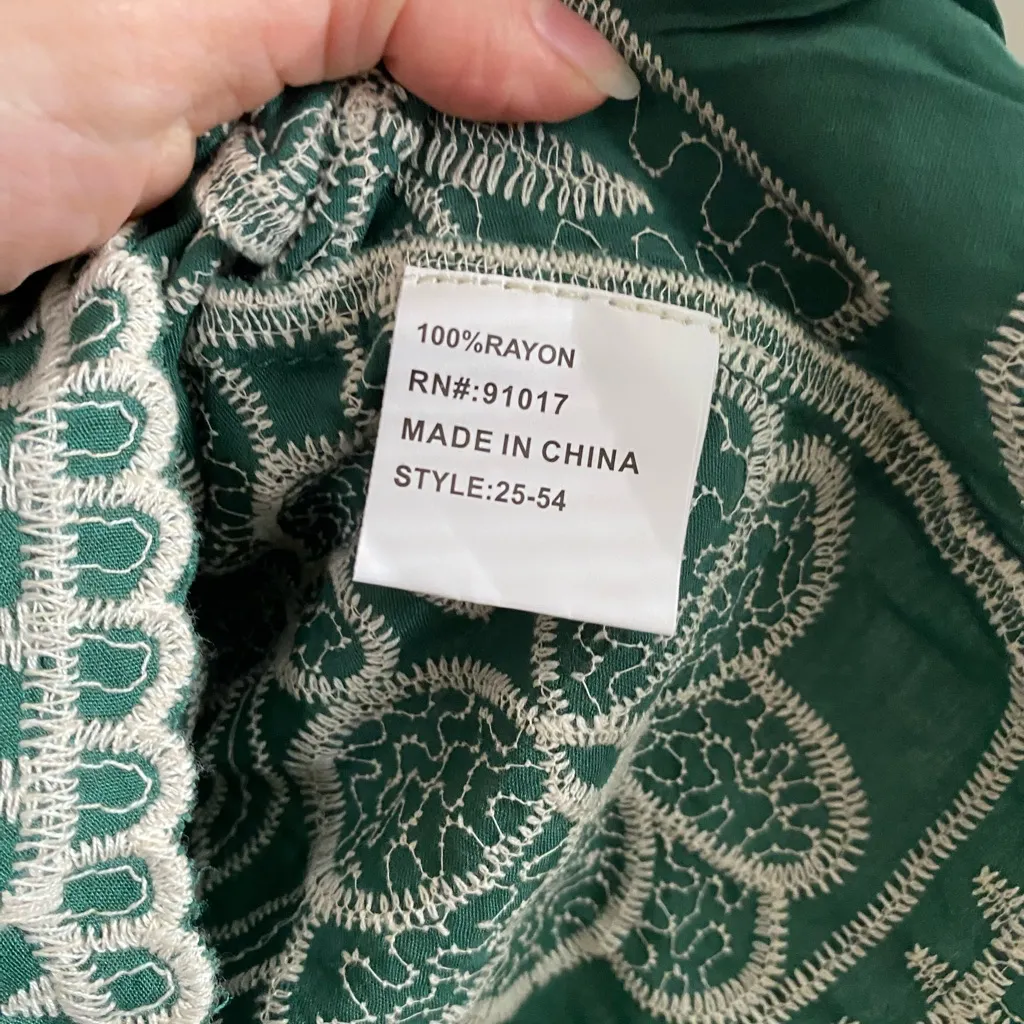 100%RAYON
RN#:91017
MADE IN CHINA
STYLE:25-54